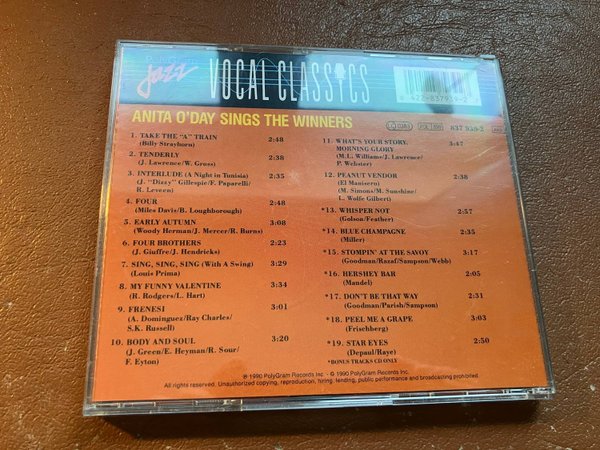 Jazz
VOCAL CLASSICS
ANITA O'DAY SINGS THE WINNERS
837 939-2
1. TAKE THE "A" TRAIN 2:48
(Billy Strayhorn)
2. TENDERLY 2:38
(J. Lawrence/W. Gross)
3. INTERLUDE (A Night in Tunisia) 2:35
(J. "Dizzy" Gillespie/F. Paparelli/
R. Leveen)
4. FOUR 2:48
(Miles Davis/B. Loughborough)
5. EARLY AUTUMN 3:08
(Woody Herman/J. Mercer/R. Burns)
6. FOUR BROTHERS 2:23
(J. Giuffre/J. Hendricks)
7. SING, SING, SING (With A Swing) 3:29
(Louis Prima)
8. MY FUNNY VALENTINE 3:34
(R. Rodgers/L. Hart)
9. FRENESI 3:01
(A. Dominguez/Ray Charles/
S.K. Russell)
10. BODY AND SOUL 3:20
(J. Green/E. Heyman/R. Sour/
F. Eyton)
11. WHAT'S YOUR STORY, 3:47
MORNING GLORY
(M.L. Williams/J. Lawrence/
P. Webster)
12. PEANUT VENDOR 2:38
(El Manisero)
(M. Simons/M. Sunshine/
L. Wolfe Gilbert)
*13. WHISPER NOT 2:57
(Golson/Feather)
*14. BLUE CHAMPAGNE 2:35
(Miller)
*15. STOMPIN' AT THE SAVOY 3:17
(Goodman/Razaf/Sampson/Webb)
*16. HERSHEY BAR 2:05
(Mandel)
*17. DON'T BE THAT WAY 2:31
(Goodman/Parish/Sampson)
*18. PEEL ME A GRAPE 3:03
(Frischberg)
*19. STAR EYES 2:50
(Depaul/Raye)
*BONUS TRACKS CD ONLY
℗ 1990 PolyGram Records Inc. · © 1990 PolyGram Records Inc.
All rights reserved. Unauthorized copying, reproduction, hiring, lending, public performance and broadcasting prohibited.